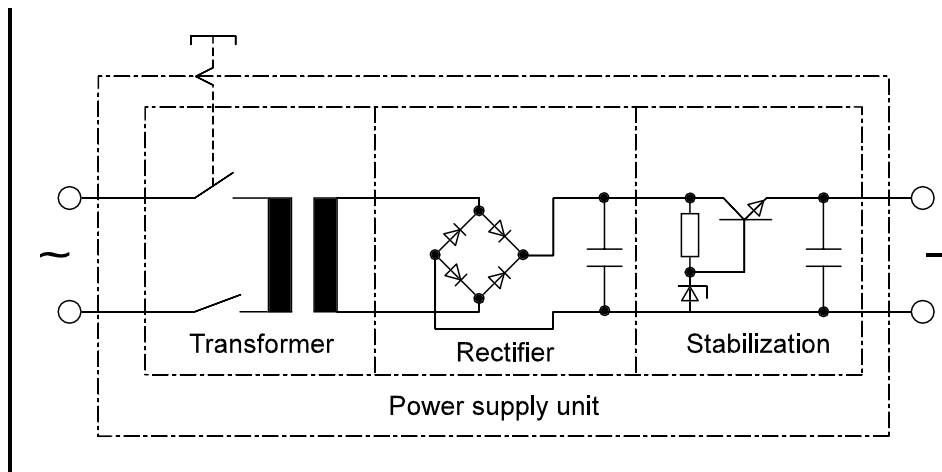 ~
–
Transformer
Rectifier
Stabilization
Power supply unit